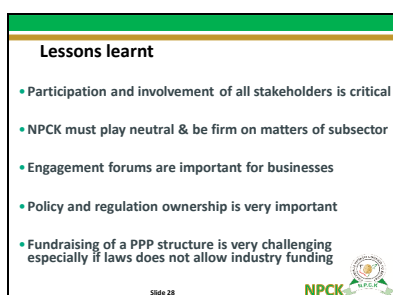 Lessons learnt
• Participation and involvement of all stakeholders is critical
• NPCK must play neutral & be firm on matters of subsector
• Engagement forums are important for businesses
• Policy and regulation ownership is very important
• Fundraising of a PPP structure is very challenging
especially if laws does not allow industry funding
Slide 28
NPCK
N.P.C.K